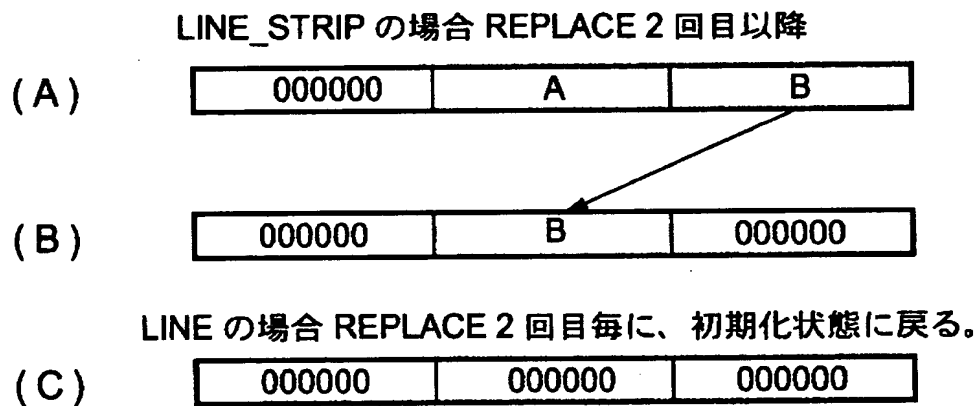 LINE_STRIP の場合 REPLACE 2 回目以降
(A) 000000 A B
(B) 000000 B 000000
LINE の場合 REPLACE 2 回目毎に、初期化状態に戻る。
(C) 000000 000000 000000